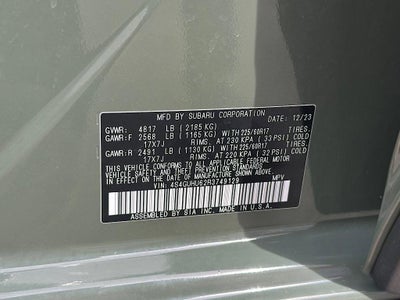 MFD. BY SUBARU CORPORATION DATE: 12/23
GVWR: 4817 LB (2185 KG)
GAWR:F 2568 LB (1165 KG) WITH 225/60R17 TIRES.
17X7J RIMS, AT 230 KPA (33 PSI) COLD
GAWR:R 2491 LB (1130 KG) WITH 225/60R17 TIRES.
17X7J RIMS, AT 220 KPA (32 PSI) COLD
THIS VEHICLE CONFORMS TO ALL APPLICABLE FEDERAL MOTOR
VEHICLE SAFETY, BUMPER, AND THEFT PREVENTION STANDARDS
IN EFFECT ON THE DATE OF MANUFACTURE SHOWN ABOVE.
VIN: 4S4GUHU62R3749129 MPV
ASSEMBLED BY SIA INC. MADE IN U.S.A.